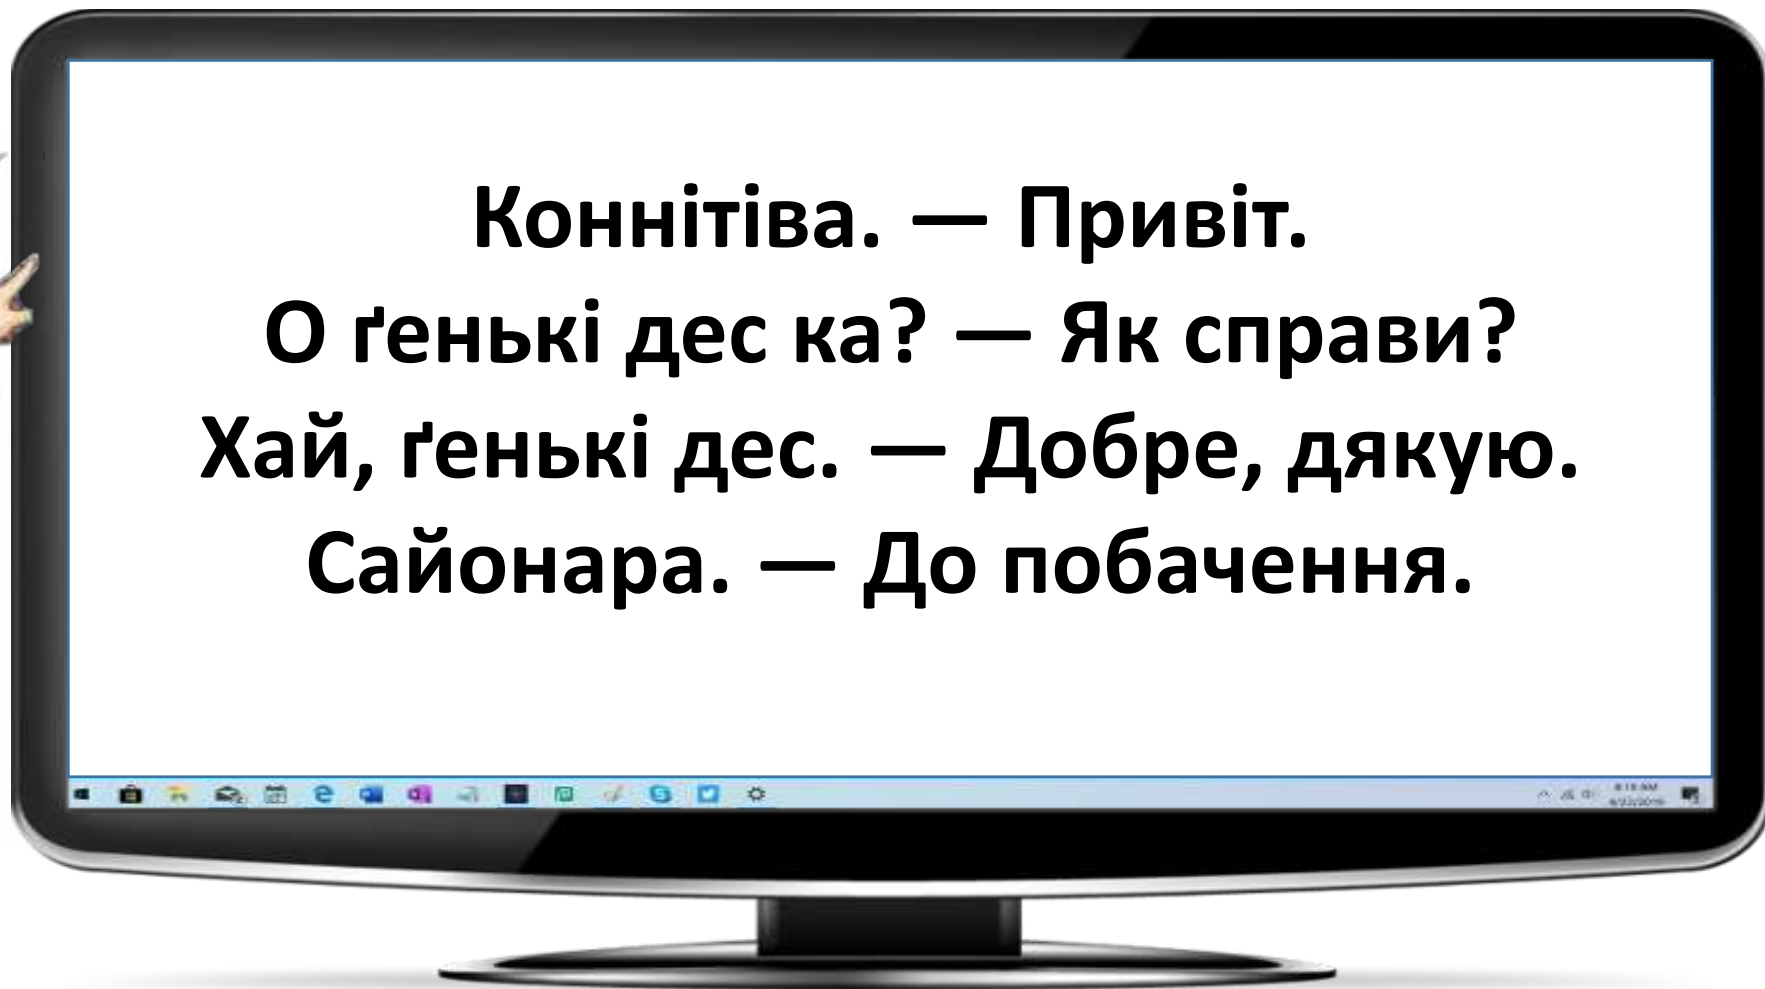 Коннітіва. — Привіт.
О ґенькі дес ка? — Як справи?
Хай, ґенькі дес. — Добре, дякую.
Сайонара. — До побачення.